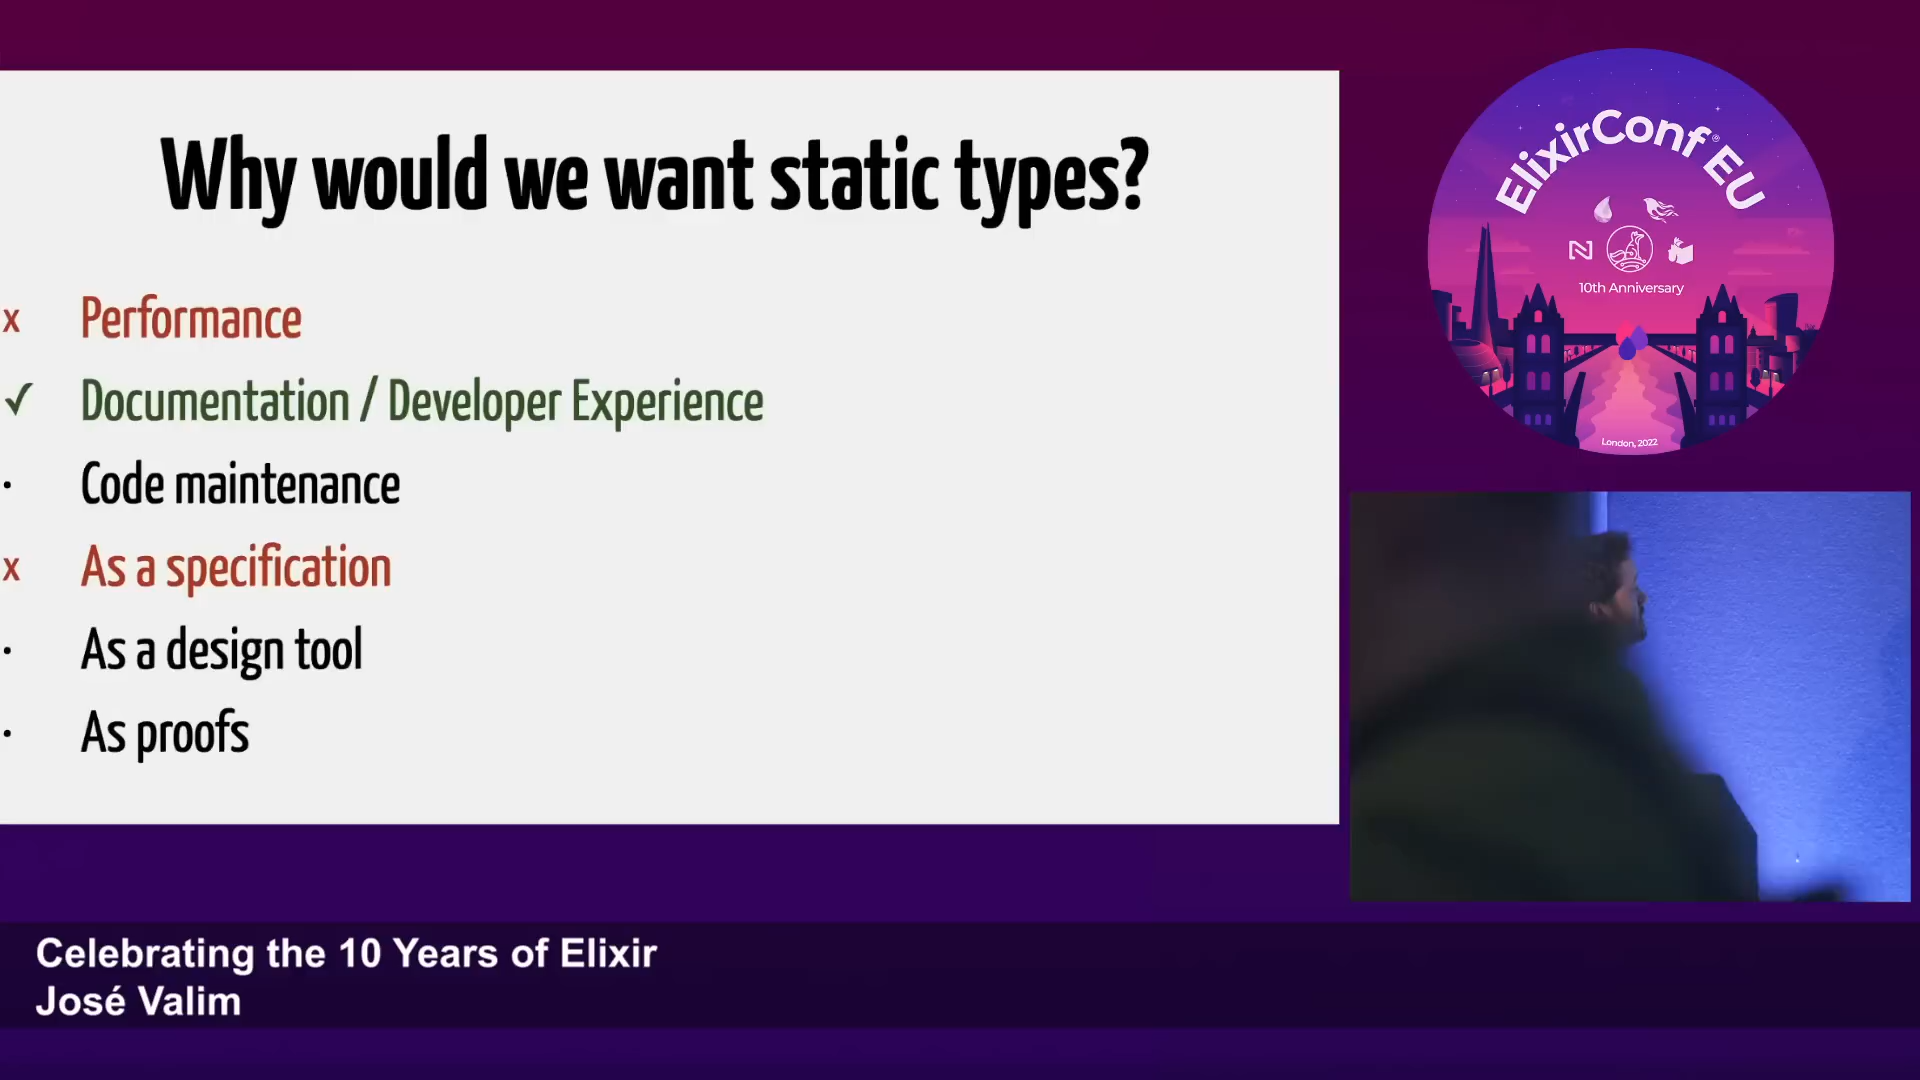 Why would we want static types?
x Performance
✓ Documentation / Developer Experience
· Code maintenance
x As a specification
· As a design tool
· As proofs
ElixirConf® EU
10th Anniversary
London, 2022
Celebrating the 10 Years of Elixir
José Valim